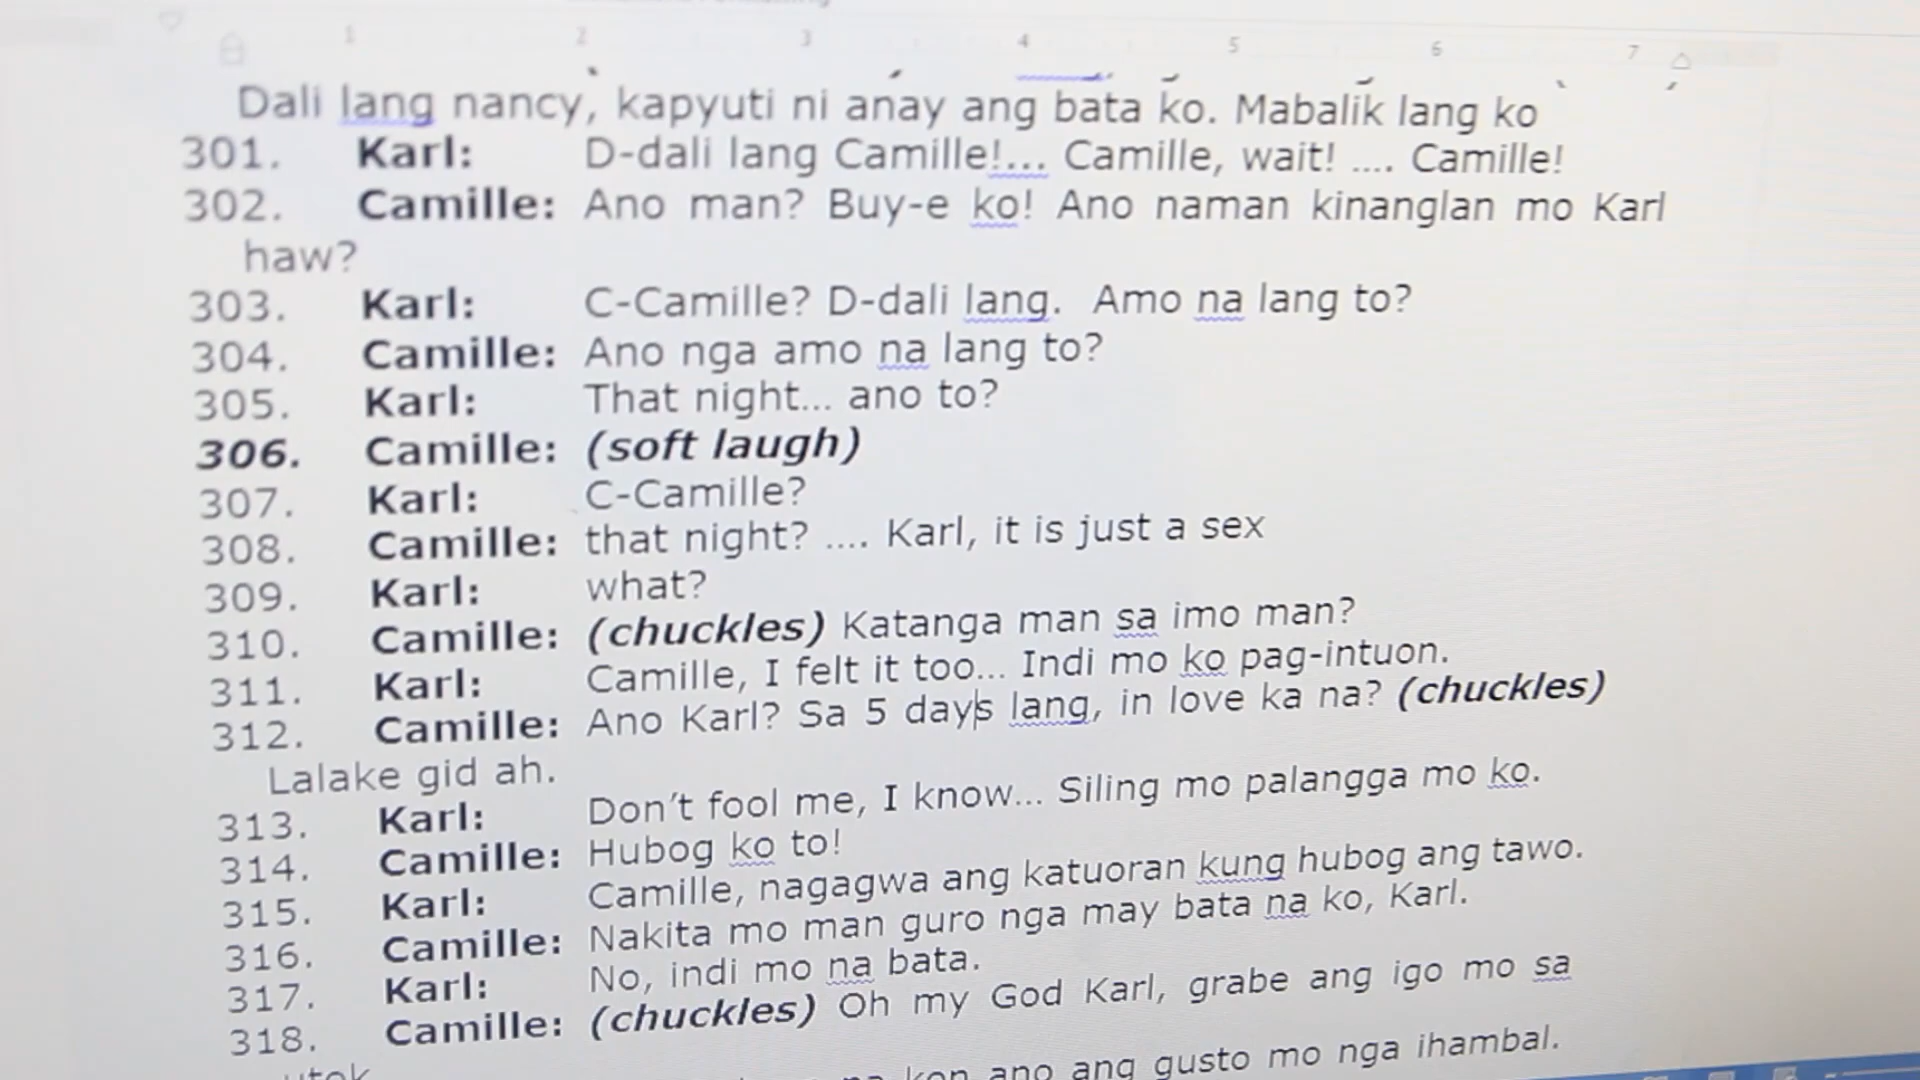 1 2 3 4 5 6 7
Dali lang nancy, kapyuti ni anay ang bata ko. Mabalik lang ko
301. Karl: D-dali lang Camille!... Camille, wait! .... Camille!
302. Camille: Ano man? Buy-e ko! Ano naman kinanglan mo Karl
haw?
303. Karl: C-Camille? D-dali lang. Amo na lang to?
304. Camille: Ano nga amo na lang to?
305. Karl: That night... ano to?
306. Camille: (soft laugh)
307. Karl: C-Camille?
308. Camille: that night? .... Karl, it is just a sex
309. Karl: what?
310. Camille: (chuckles) Katanga man sa imo man?
311. Karl: Camille, I felt it too... Indi mo ko pag-intuon.
312. Camille: Ano Karl? Sa 5 days lang, in love ka na? (chuckles)
Lalake gid ah.
313. Karl: Don't fool me, I know... Siling mo palangga mo ko.
314. Camille: Hubog ko to!
315. Karl: Camille, nagagwa ang katuoran kung hubog ang tawo.
316. Camille: Nakita mo man guro nga may bata na ko, Karl.
317. Karl: No, indi mo na bata.
318. Camille: (chuckles) Oh my God Karl, grabe ang igo mo sa
utok kon ano ang gusto mo nga ihambal.